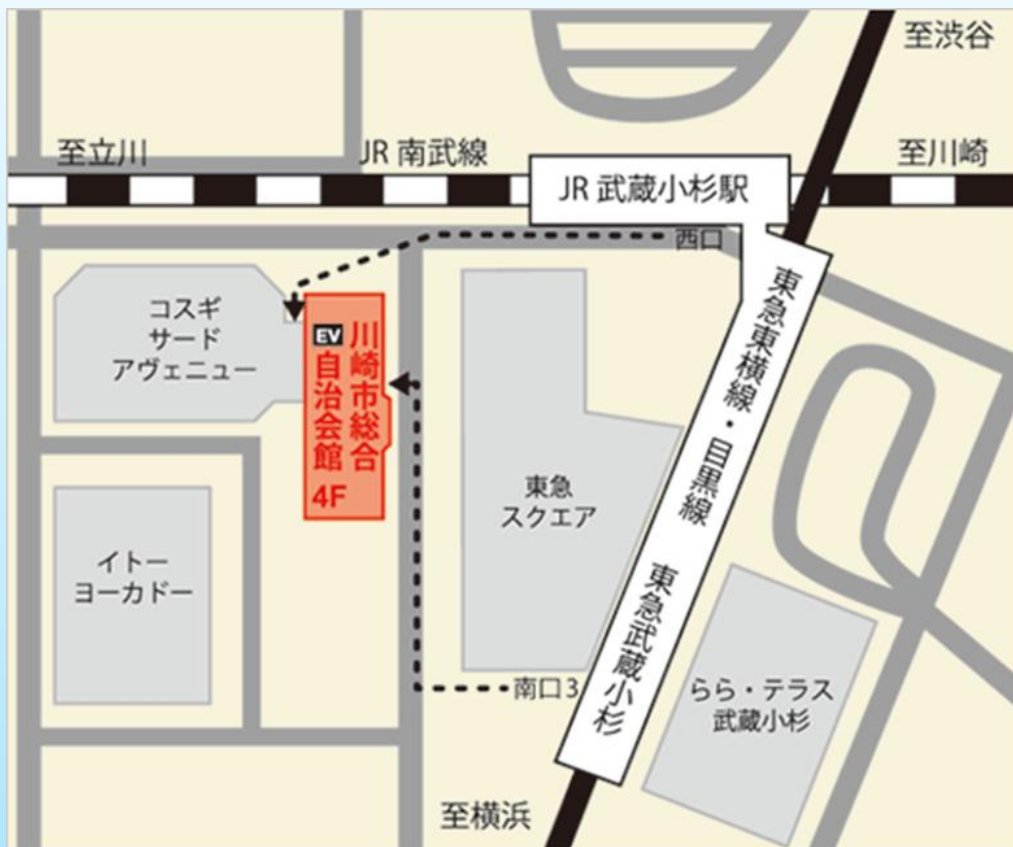 至渋谷
至立川
JR 南武線
至川崎
JR 武蔵小杉駅
西口
コスギ
サード
アヴェニュー
EV
川崎市総合
自治会館
4F
東急東横線・目黒線 東急武蔵小杉
東急
スクエア
イトー
ヨーカドー
南口3
らら・テラス
武蔵小杉
至横浜